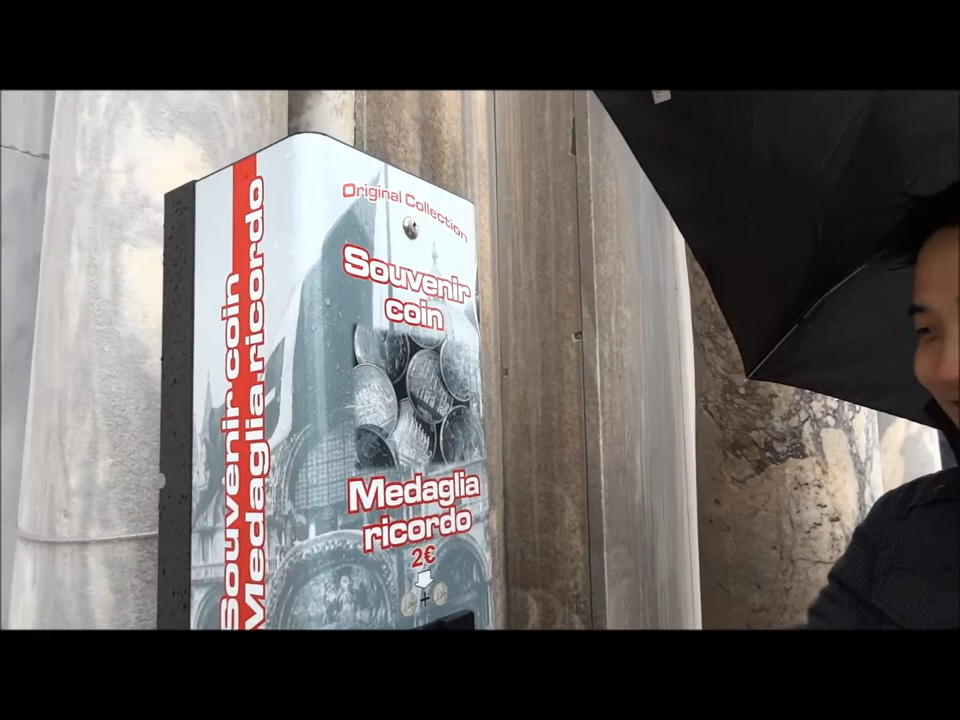 Souvenir coin
Medaglia ricordo
Original Collection
Souvenir
coin
Medaglia
ricordo
2€
+